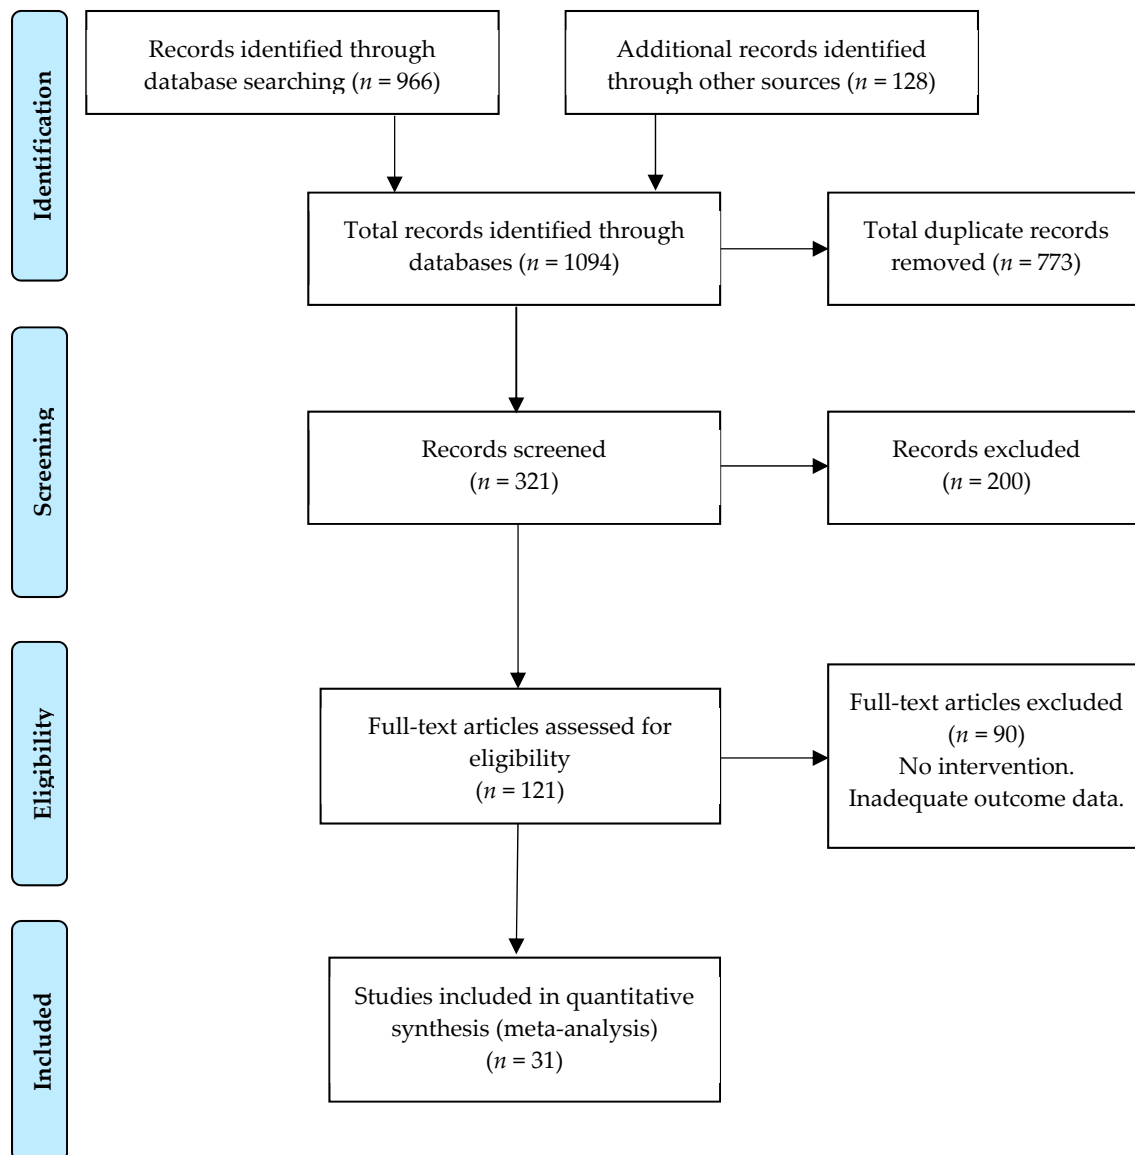 Identification
Records identified through
database searching (n = 966)
Additional records identified
through other sources (n = 128)
Total records identified through
databases (n = 1094)
Total duplicate records
removed (n = 773)
Screening
Records screened
(n = 321)
Records excluded
(n = 200)
Eligibility
Full-text articles assessed for
eligibility
(n = 121)
Full-text articles excluded
(n = 90)
No intervention.
Inadequate outcome data.
Included
Studies included in quantitative
synthesis (meta-analysis)
(n = 31)